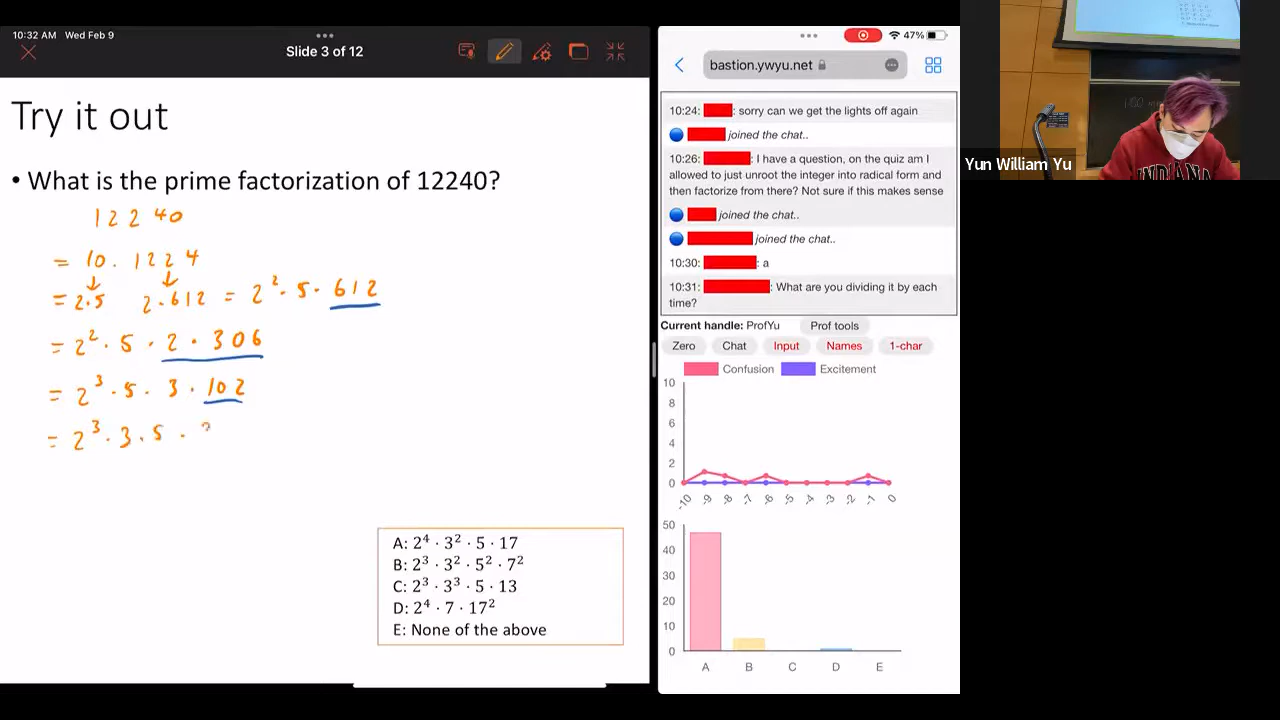 10:32 AM Wed Feb 9
Slide 3 of 12
Try it out
• What is the prime factorization of 12240?
12240
= 10 · 1224
= 2·5 2·612 = 2² · 5 · 612
= 2² · 5 · 2 · 306
= 2³ · 5 · 3 · 102
= 2³ · 3 · 5 ·
A: 2⁴ · 3² · 5 · 17
B: 2³ · 3² · 5² · 7²
C: 2³ · 3³ · 5 · 13
D: 2⁴ · 7 · 17²
E: None of the above
47%
bastion.ywyu.net
10:24: : sorry can we get the lights off again
joined the chat..
10:26: : I have a question, on the quiz am I
allowed to just unroot the integer into radical form and
then factorize from there? Not sure if this makes sense
joined the chat..
joined the chat..
10:30: : a
10:31: : What are you dividing it by each
time?
Current handle: ProfYu Prof tools
Zero Chat Input Names 1-char
Confusion Excitement
10
8
6
4
2
0
-10 -9 -8 -7 -6 -5 -4 -3 -2 -1 0
50
40
30
20
10
0
A B C D E
Yun William Yu
INDIANA